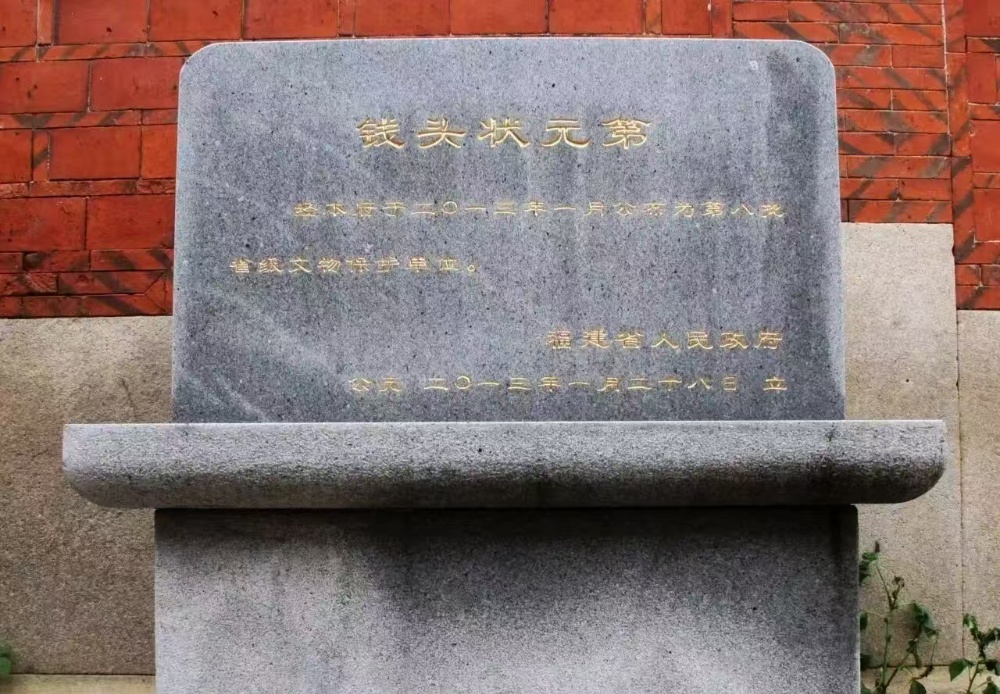 钱头状元第
经本府于二〇一三年一月公布为第八批
省级文物保护单位。
福建省人民政府
公元 二〇一三年一月二十八日 立